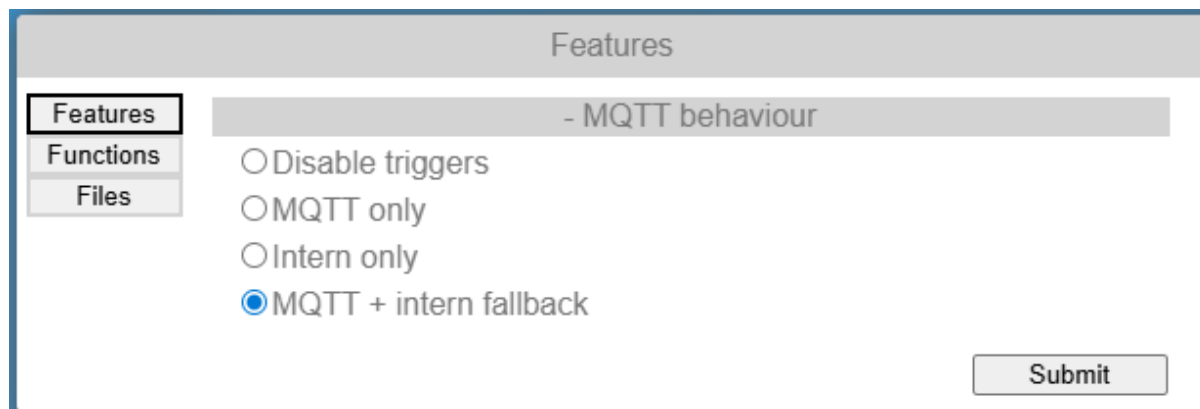 Features
Features
Functions
Files
- MQTT behaviour
Disable triggers
MQTT only
Intern only
MQTT + intern fallback
Submit